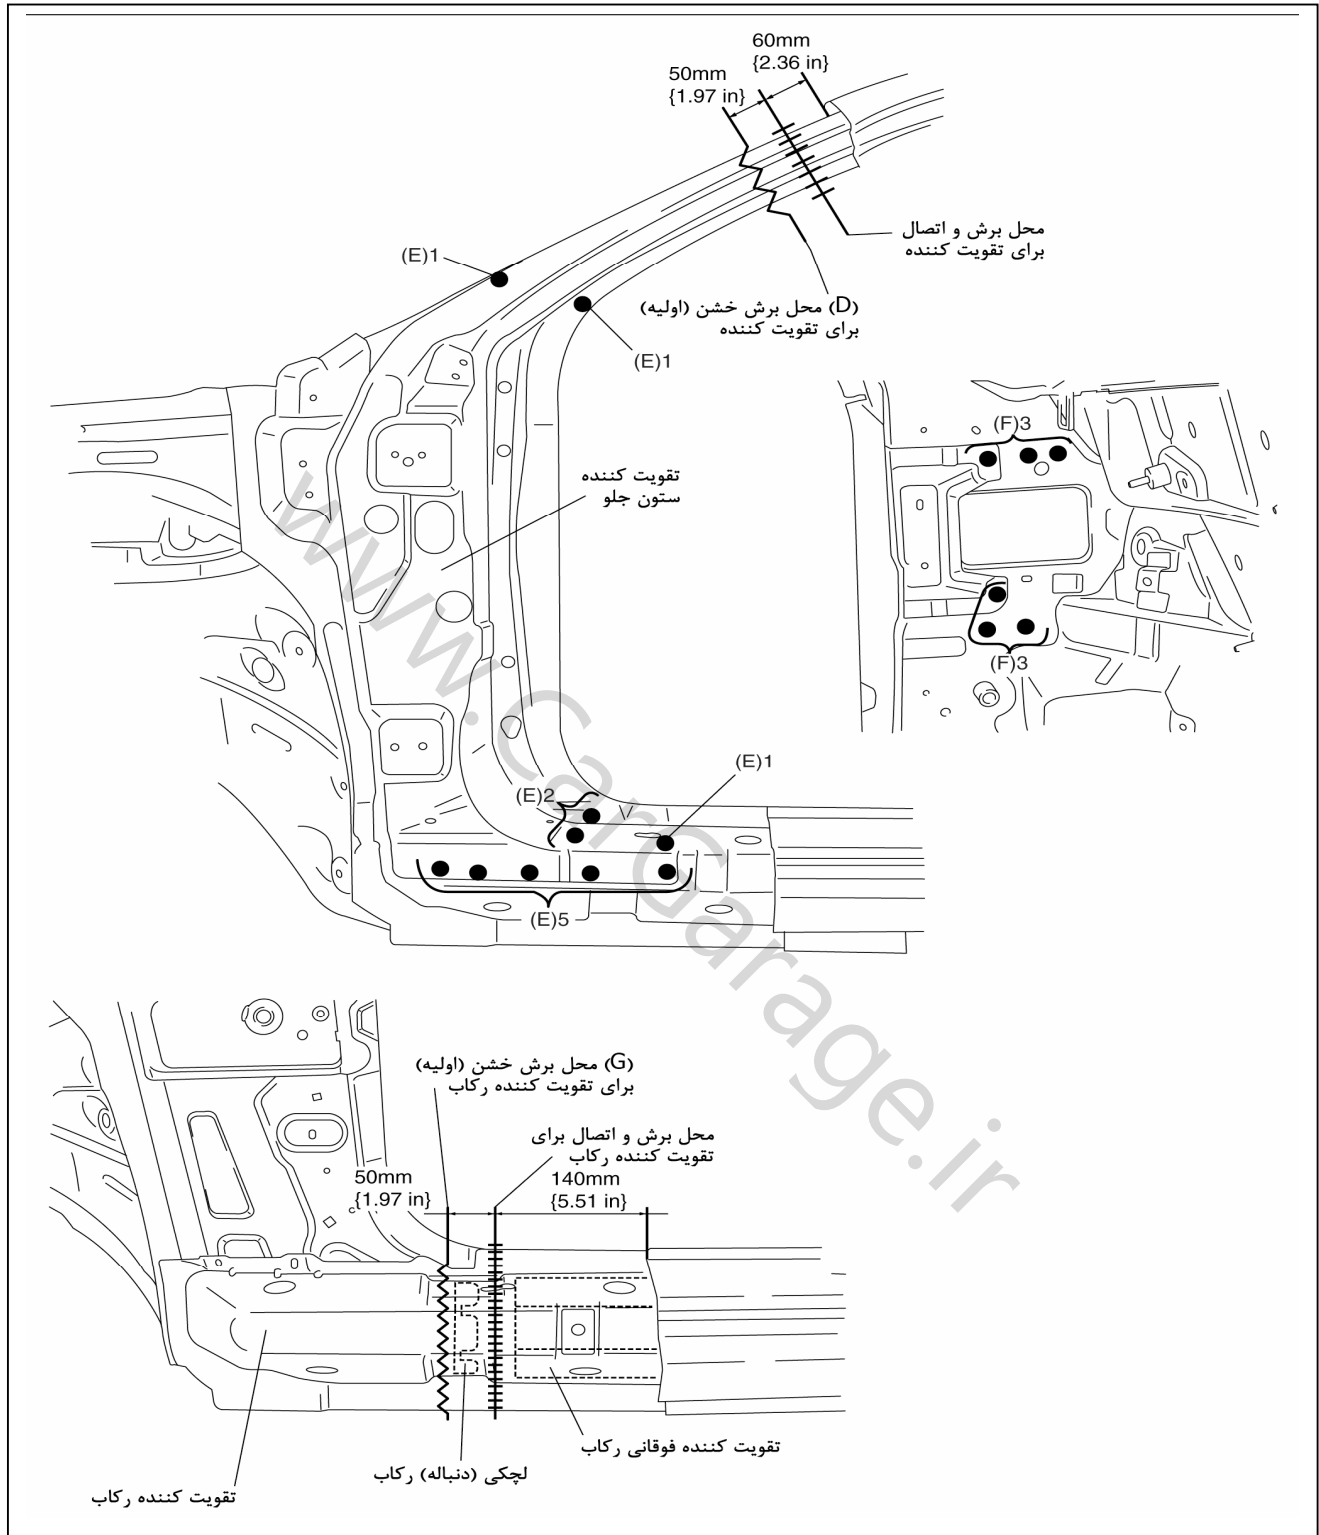 60mm
{2.36 in}
50mm
{1.97 in}
محل برش و اتصال
برای تقویت کننده
(E)1
(D) محل برش خشن (اولیه)
برای تقویت کننده
(E)1
(F)3
تقویت کننده
ستون جلو
(F)3
(E)1
(E)2
(E)5
www.CarGarage.ir
(G) محل برش خشن (اولیه)
برای تقویت کننده رکاب
محل برش و اتصال برای
تقویت کننده رکاب
50mm
{1.97 in}
140mm
{5.51 in}
تقویت کننده فوقانی رکاب
لچکی (دنباله) رکاب
تقویت کننده رکاب